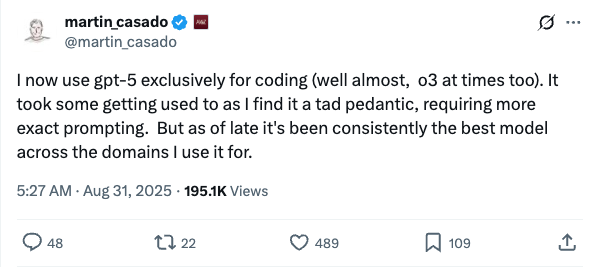 martin_casado
@martin_casado
I now use gpt-5 exclusively for coding (well almost,  o3 at times too). It
took some getting used to as I find it a tad pedantic, requiring more
exact prompting.  But as of late it's been consistently the best model
across the domains I use it for.
5:27 AM · Aug 31, 2025 · 195.1K Views
48 22 489 109